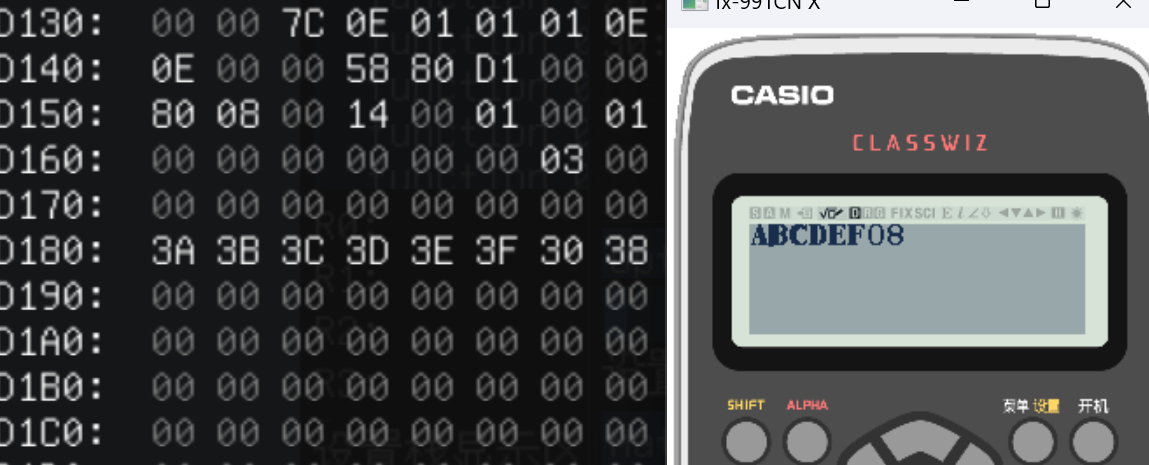 D130: 00 00 7C 0E 01 01 01 0E
D140: 0E 00 00 58 80 D1 00 00
D150: 80 08 00 14 00 01 00 01
D160: 00 00 00 00 00 00 03 00
D170: 00 00 00 00 00 00 00 00
D180: 3A 3B 3C 3D 3E 3F 30 38
D190: 00 00 00 00 00 00 00 00
D1A0: 00 00 00 00 00 00 00 00
D1B0: 00 00 00 00 00 00 00 00
D1C0: 00 00 00 00 00 00 00 00
fx-991CN X
CASIO
CLASSWIZ
S A M √ D R G FIX SCI E i ∠ ⇩ ◀▼▲▶
ABCDEF08
SHIFT ALPHA 菜单 设置 开机